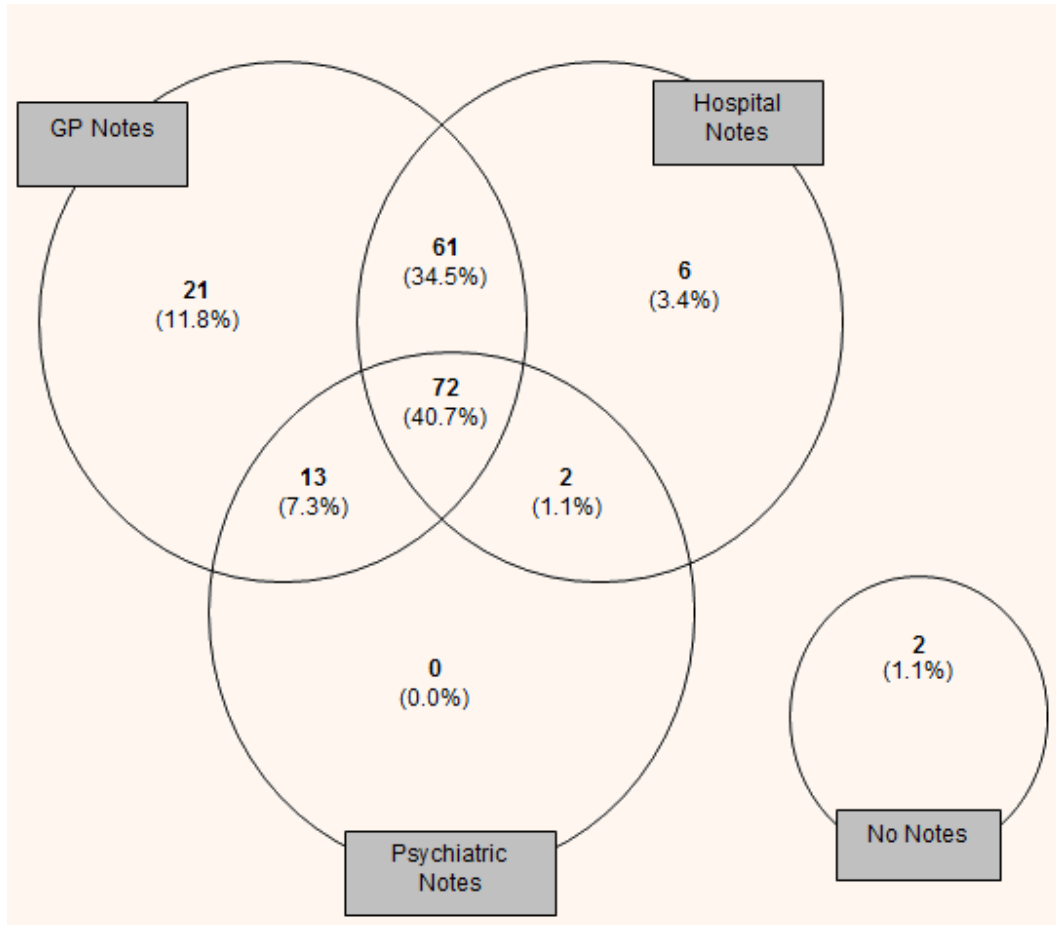 GP Notes
Hospital
Notes
61
(34.5%)
6
(3.4%)
21
(11.8%)
72
(40.7%)
13
(7.3%)
2
(1.1%)
0
(0.0%)
2
(1.1%)
No Notes
Psychiatric
Notes